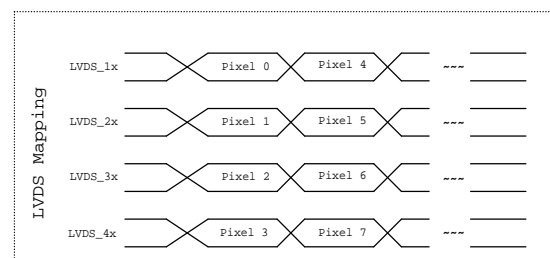 LVDS Mapping
LVDS_1x Pixel 0 Pixel 4 ~~~
LVDS_2x Pixel 1 Pixel 5 ~~~
LVDS_3x Pixel 2 Pixel 6 ~~~
LVDS_4x Pixel 3 Pixel 7 ~~~